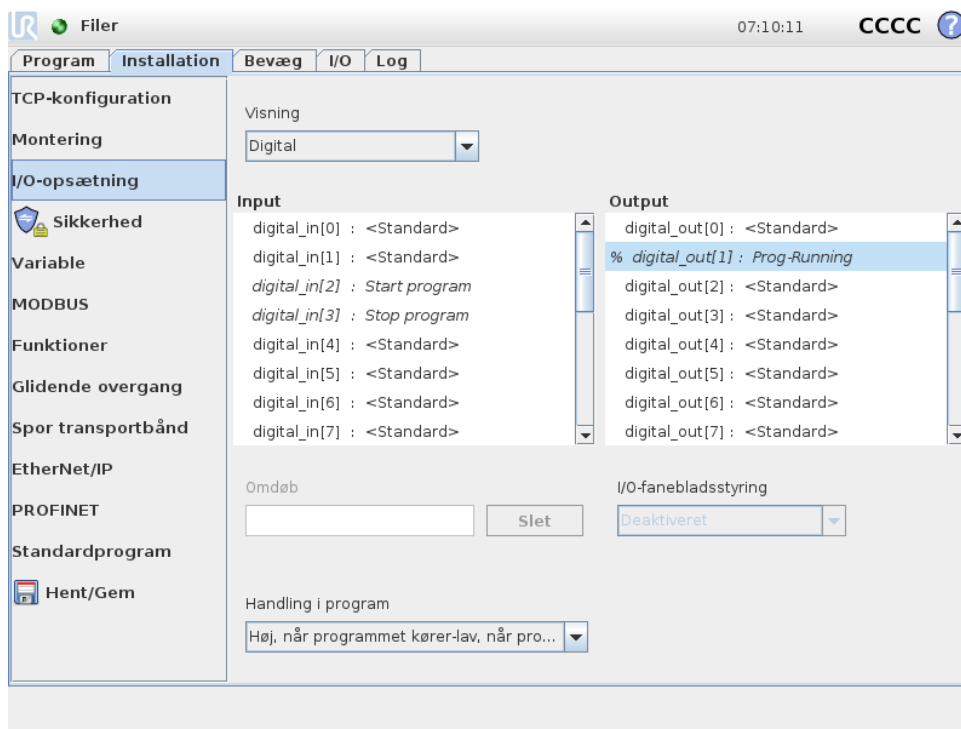 UR Filer 07:10:11 CCCC ?
Program Installation Bevæg I/O Log
TCP-konfiguration
Montering
I/O-opsætning
Sikkerhed
Variable
MODBUS
Funktioner
Glidende overgang
Spor transportbånd
EtherNet/IP
PROFINET
Standardprogram
Hent/Gem
Visning
Digital
Input
digital_in[0] : <Standard>
digital_in[1] : <Standard>
digital_in[2] : Start program
digital_in[3] : Stop program
digital_in[4] : <Standard>
digital_in[5] : <Standard>
digital_in[6] : <Standard>
digital_in[7] : <Standard>
Output
digital_out[0] : <Standard>
% digital_out[1] : Prog-Running
digital_out[2] : <Standard>
digital_out[3] : <Standard>
digital_out[4] : <Standard>
digital_out[5] : <Standard>
digital_out[6] : <Standard>
digital_out[7] : <Standard>
Omdøb
Slet
I/O-fanebladsstyring
Deaktiveret
Handling i program
Høj, når programmet kører-lav, når pro...